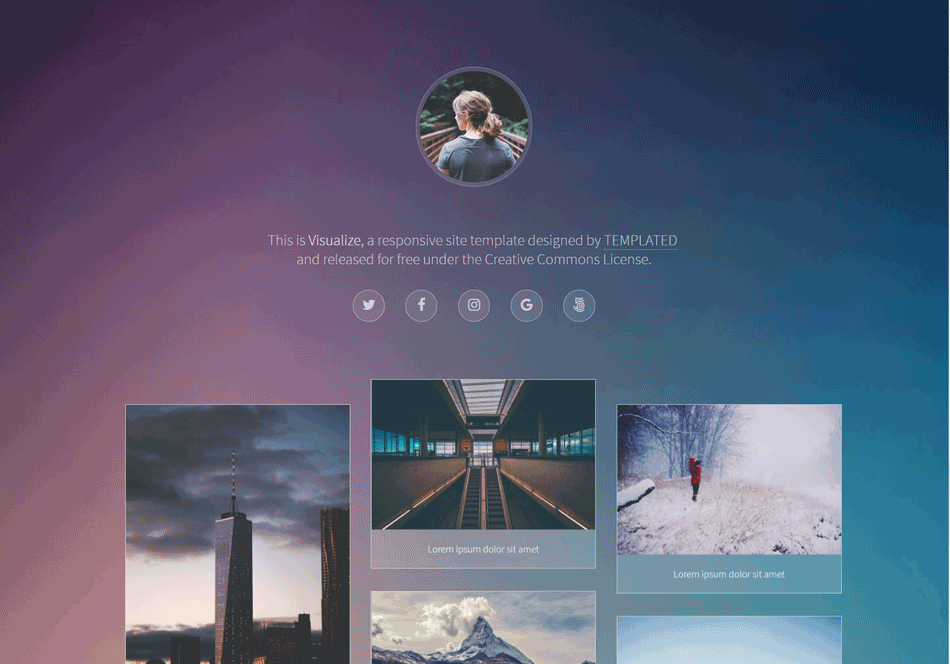 This is Visualize, a responsive site template designed by TEMPLATED
and released for free under the Creative Commons License.
Lorem ipsum dolor sit amet
Lorem ipsum dolor sit amet